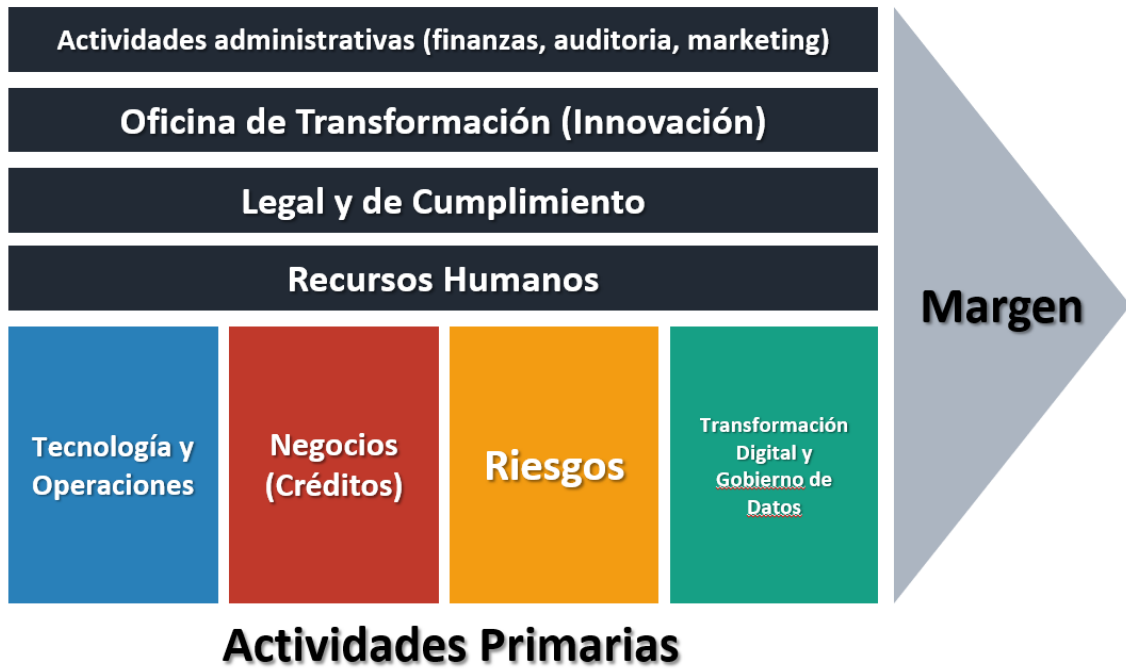 Actividades administrativas (finanzas, auditoria, marketing)
Oficina de Transformación (Innovación)
Legal y de Cumplimiento
Recursos Humanos
Margen
Tecnología y
Operaciones
Negocios
(Créditos)
Riesgos
Transformación
Digital y
Gobierno de
Datos
Actividades Primarias